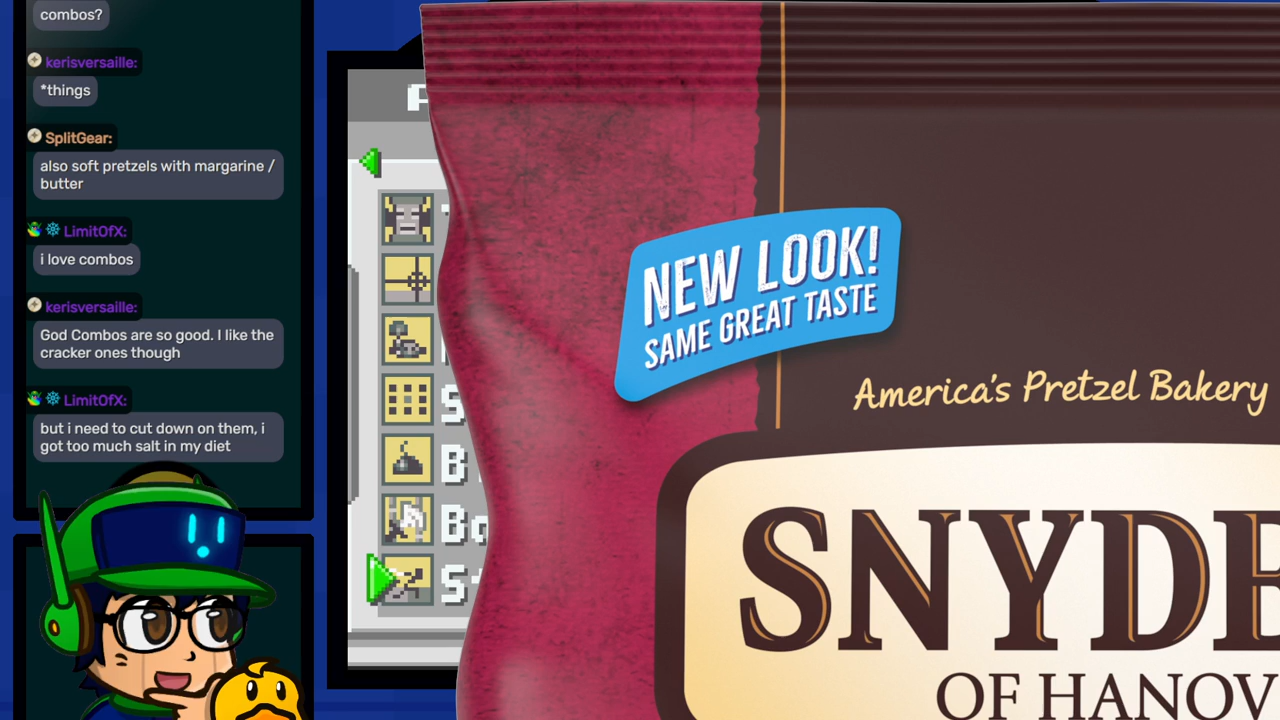 combos?
kerisversaille:
*things
SplitGear:
also soft pretzels with margarine /
butter
LimitOfX:
i love combos
kerisversaille:
God Combos are so good. I like the
cracker ones though
LimitOfX:
but i need to cut down on them, i
got too much salt in my diet
NEW LOOK!
SAME GREAT TASTE
America's Pretzel Bakery
SNYDE
OF HANOV